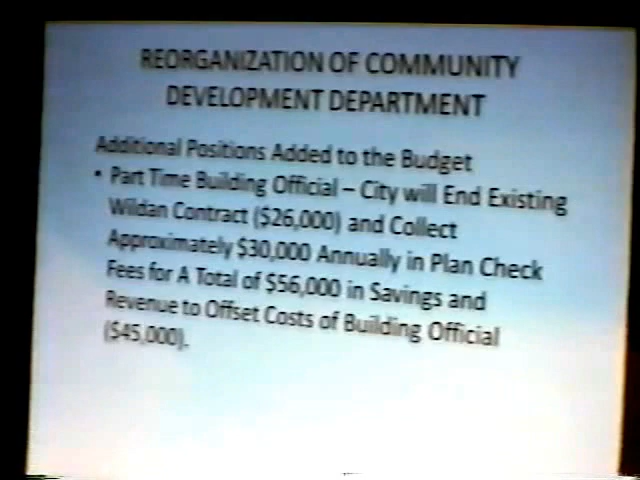 REORGANIZATION OF COMMUNITY
DEVELOPMENT DEPARTMENT
Additional Positions Added to the Budget
• Part Time Building Official – City will End Existing
Wildan Contract ($26,000) and Collect
Approximately $30,000 Annually in Plan Check
Fees for A Total of $56,000 in Savings and
Revenue to Offset Costs of Building Official
($45,000).